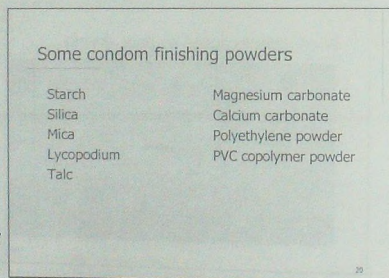 Some condom finishing powders
Starch
Silica
Mica
Lycopodium
Talc
Magnesium carbonate
Calcium carbonate
Polyethylene powder
PVC copolymer powder
20